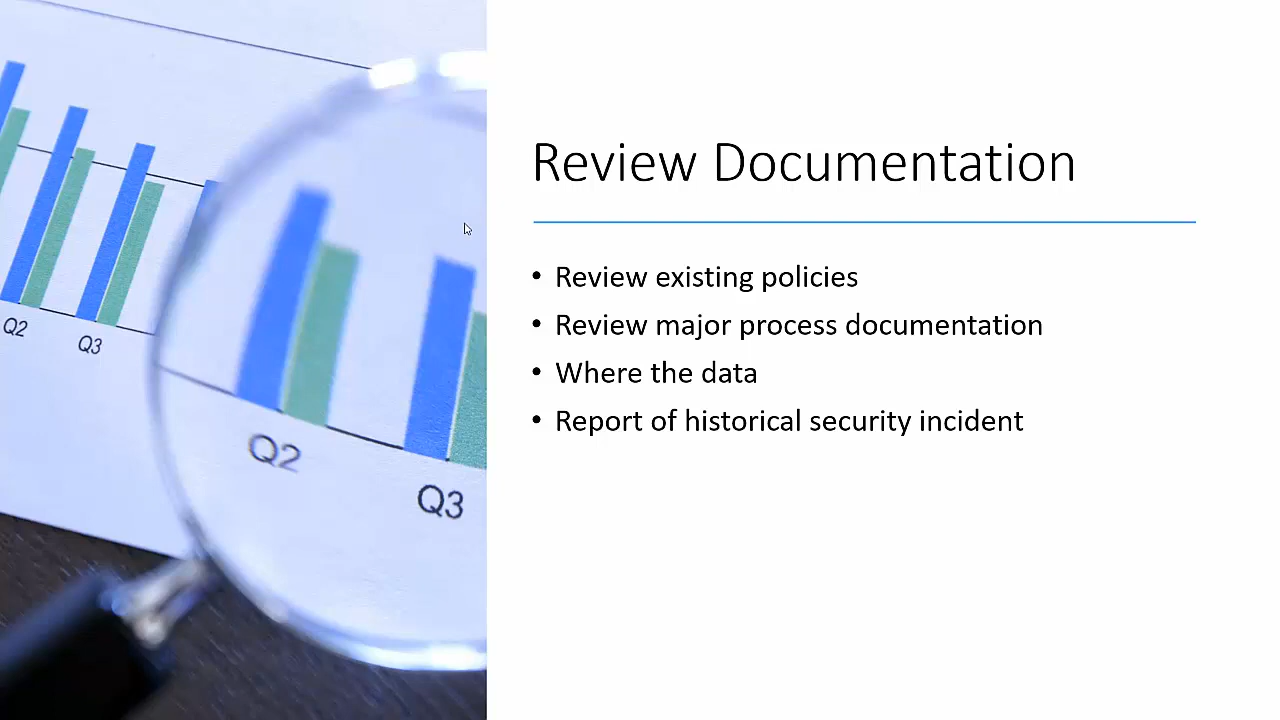 Review Documentation
• Review existing policies
• Review major process documentation
• Where the data
• Report of historical security incident
Q2
Q3
Q2
Q3